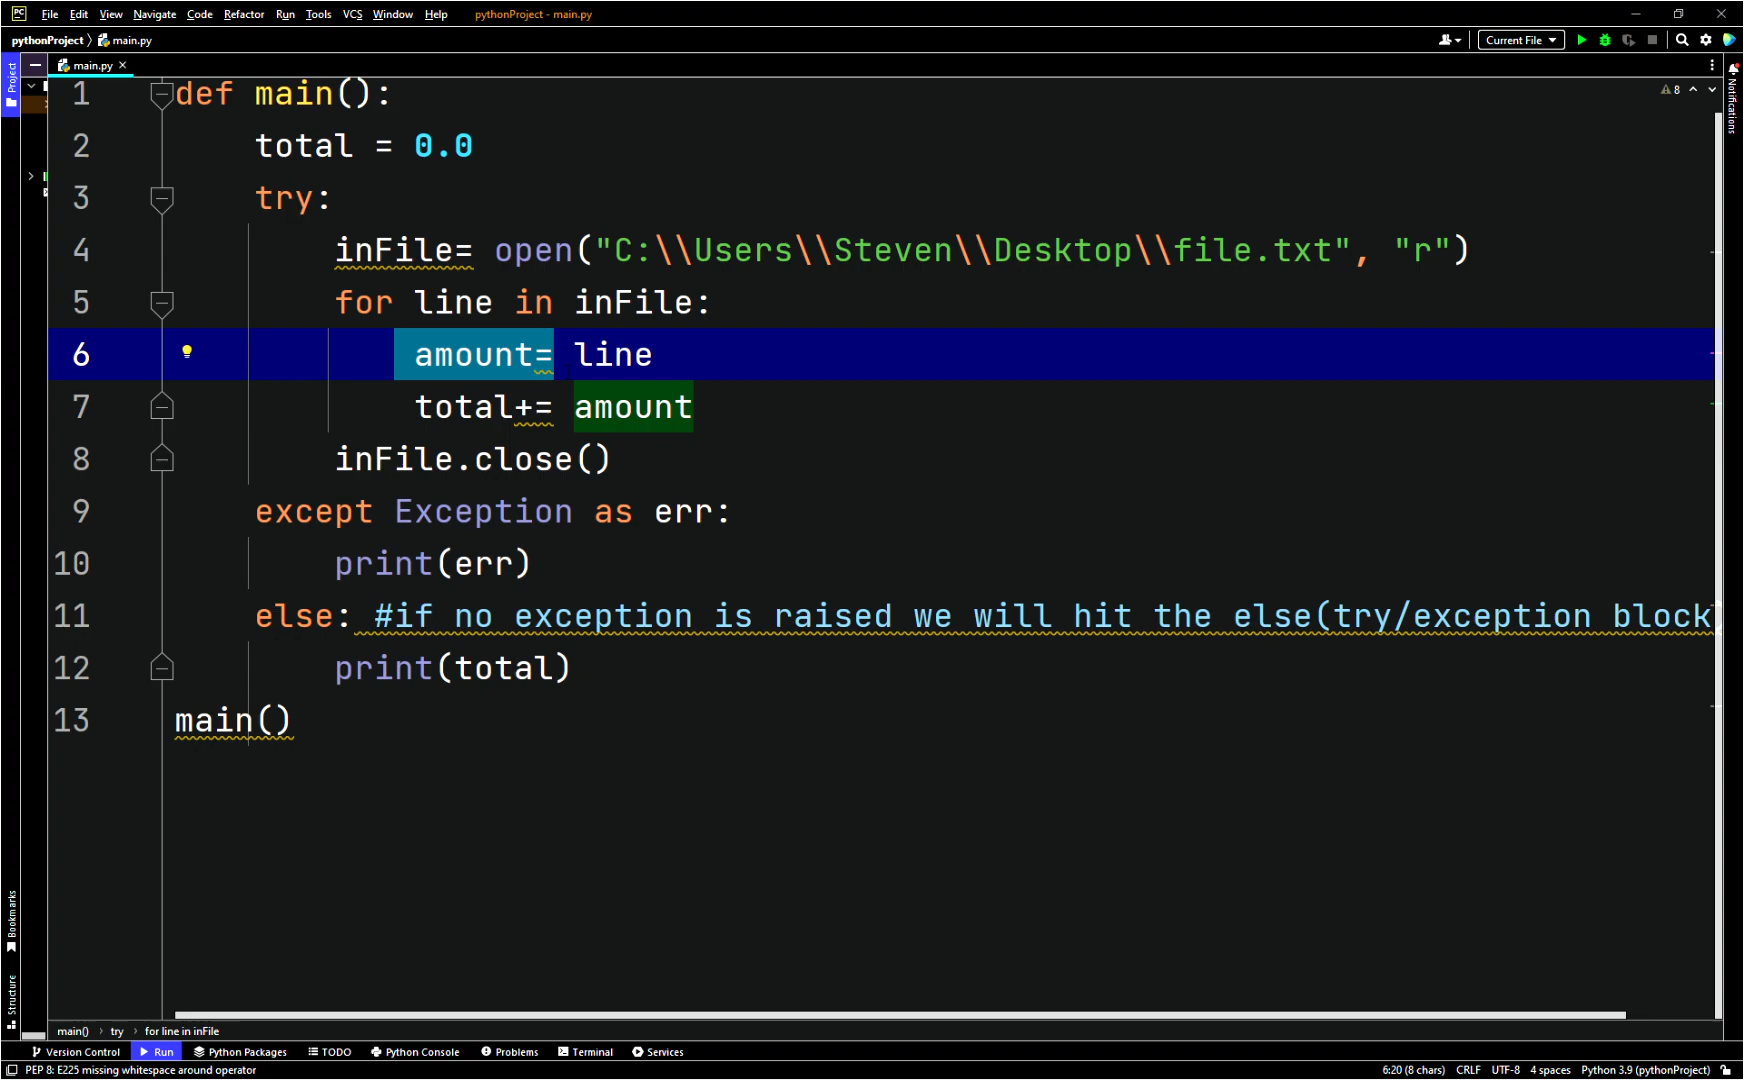 PC File Edit View Navigate Code Refactor Run Tools VCS Window Help pythonProject - main.py
pythonProject main.py Current File
Project main.py 8 Notifications
1 def main():
2 total = 0.0
3 try:
4 inFile= open("C:\\Users\\Steven\\Desktop\\file.txt", "r")
5 for line in inFile:
6 amount= line
7 total+= amount
8 inFile.close()
9 except Exception as err:
10 print(err)
11 else: #if no exception is raised we will hit the else(try/exception block
12 print(total)
13 main()
Bookmarks
Structure
main() try for line in inFile
Version Control Run Python Packages TODO Python Console Problems Terminal Services
PEP 8: E225 missing whitespace around operator 6:20 (8 chars) CRLF UTF-8 4 spaces Python 3.9 (pythonProject)